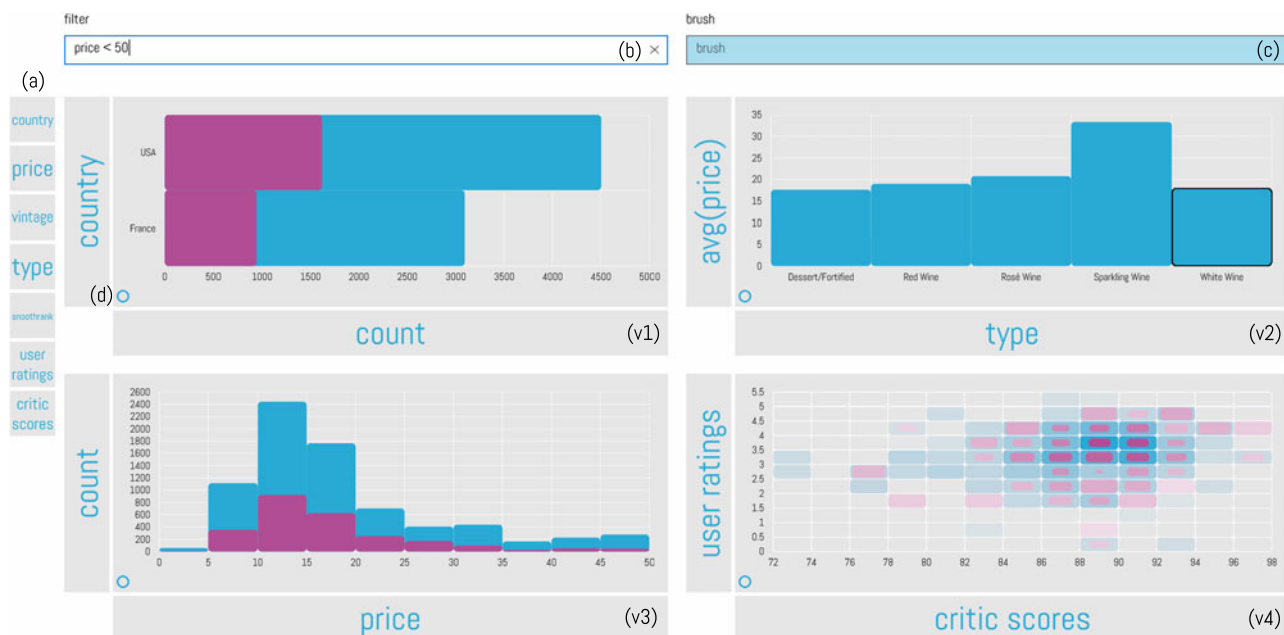 filter
brush
price < 50
(b)
×
brush
(c)
(a)
country
price
vintage
type
snoothrank
user
ratings
critic
scores
(d)
country
USA
France
0 500 1000 1500 2000 2500 3000 3500 4000 4500 5000
count
(v1)
avg(price)
35
30
25
20
15
10
5
0
Dessert/Fortified Red Wine Rosé Wine Sparkling Wine White Wine
type
(v2)
count
2600
2400
2200
2000
1800
1600
1400
1200
1000
800
600
400
200
0
0 5 10 15 20 25 30 35 40 45 50
price
(v3)
user ratings
5.5
5
4.5
4
3.5
3
2.5
2
1.5
1
0.5
0
72 74 76 78 80 82 84 86 88 90 92 94 96 98
critic scores
(v4)